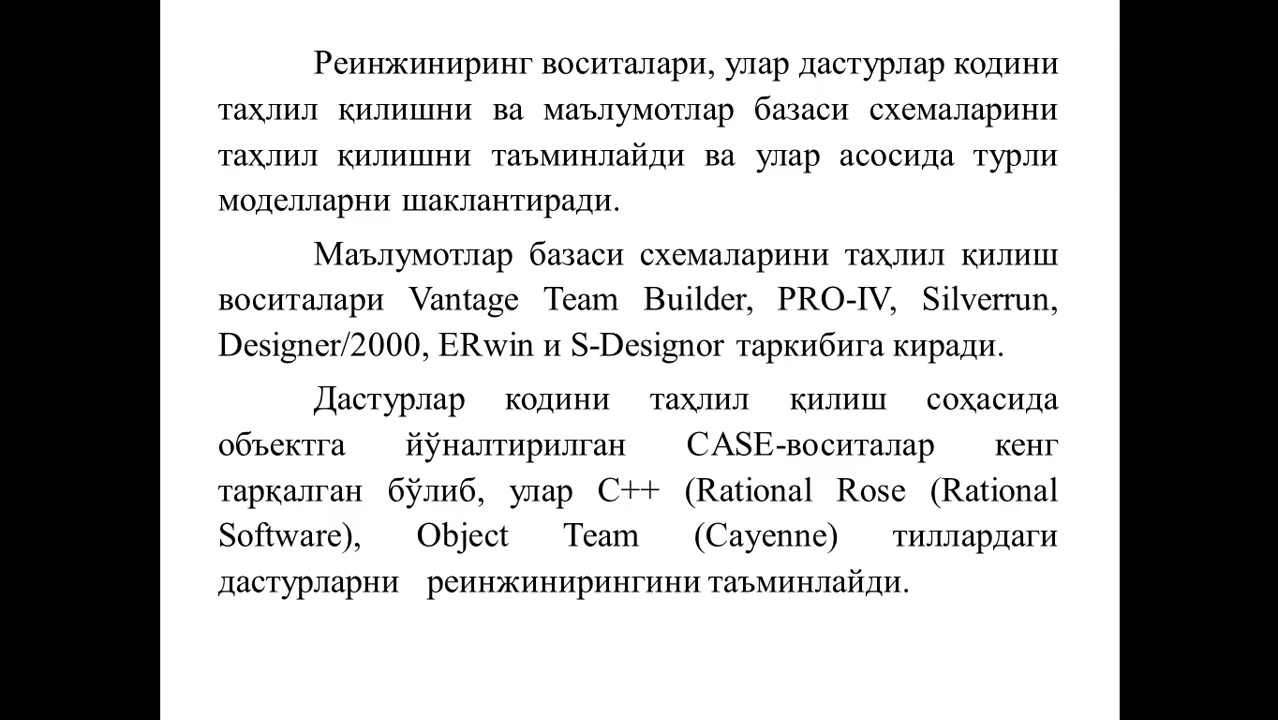 Реинжиниринг воситалари, улар дастурлар кодини
таҳлил қилишни ва маълумотлар базаси схемаларини
таҳлил қилишни таъминлайди ва улар асосида турли
моделларни шакллантиради.
Маълумотлар базаси схемаларини таҳлил қилиш
воситалари Vantage Team Builder, PRO-IV, Silverrun,
Designer/2000, ERwin и S-Designor таркибига киради.
Дастурлар кодини таҳлил қилиш соҳасида
объектга йўналтирилган CASE-воситалар кенг
тарқалган бўлиб, улар C++ (Rational Rose (Rational
Software), Object Team (Cayenne) тиллардаги
дастурларни реинжинирингини таъминлайди.